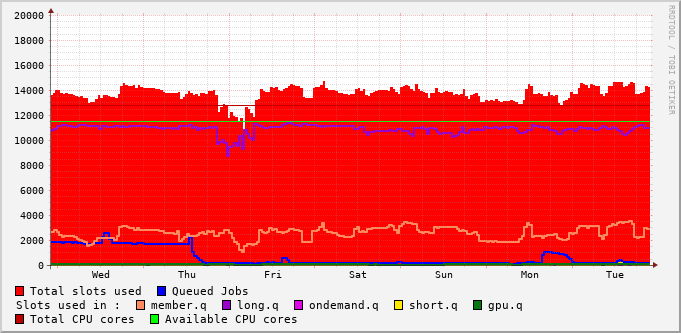 20000
18000
16000
14000
12000
10000
8000
6000
4000
2000
0
Wed Thu Fri Sat Sun Mon Tue
RRDTOOL / TOBI OETIKER
Total slots used Queued Jobs
Slots used in : member.q long.q ondemand.q short.q gpu.q
Total CPU cores Available CPU cores